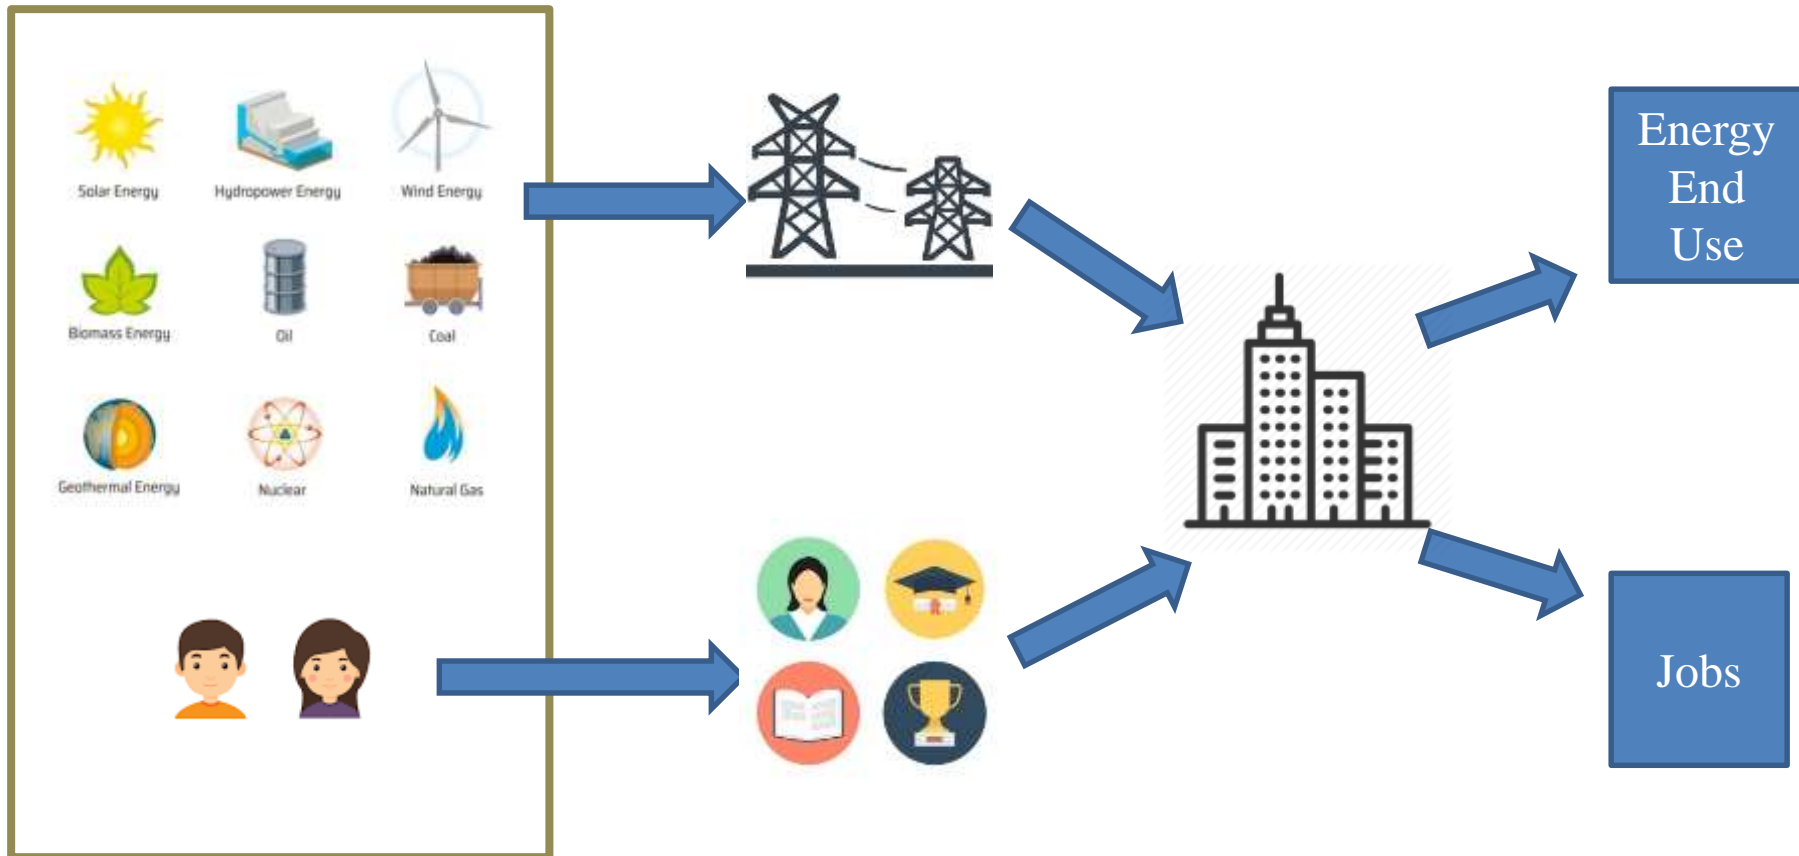 Solar Energy
Hydropower Energy
Wind Energy
Biomass Energy
Oil
Coal
Geothermal Energy
Nuclear
Natural Gas
Energy
End
Use
Jobs